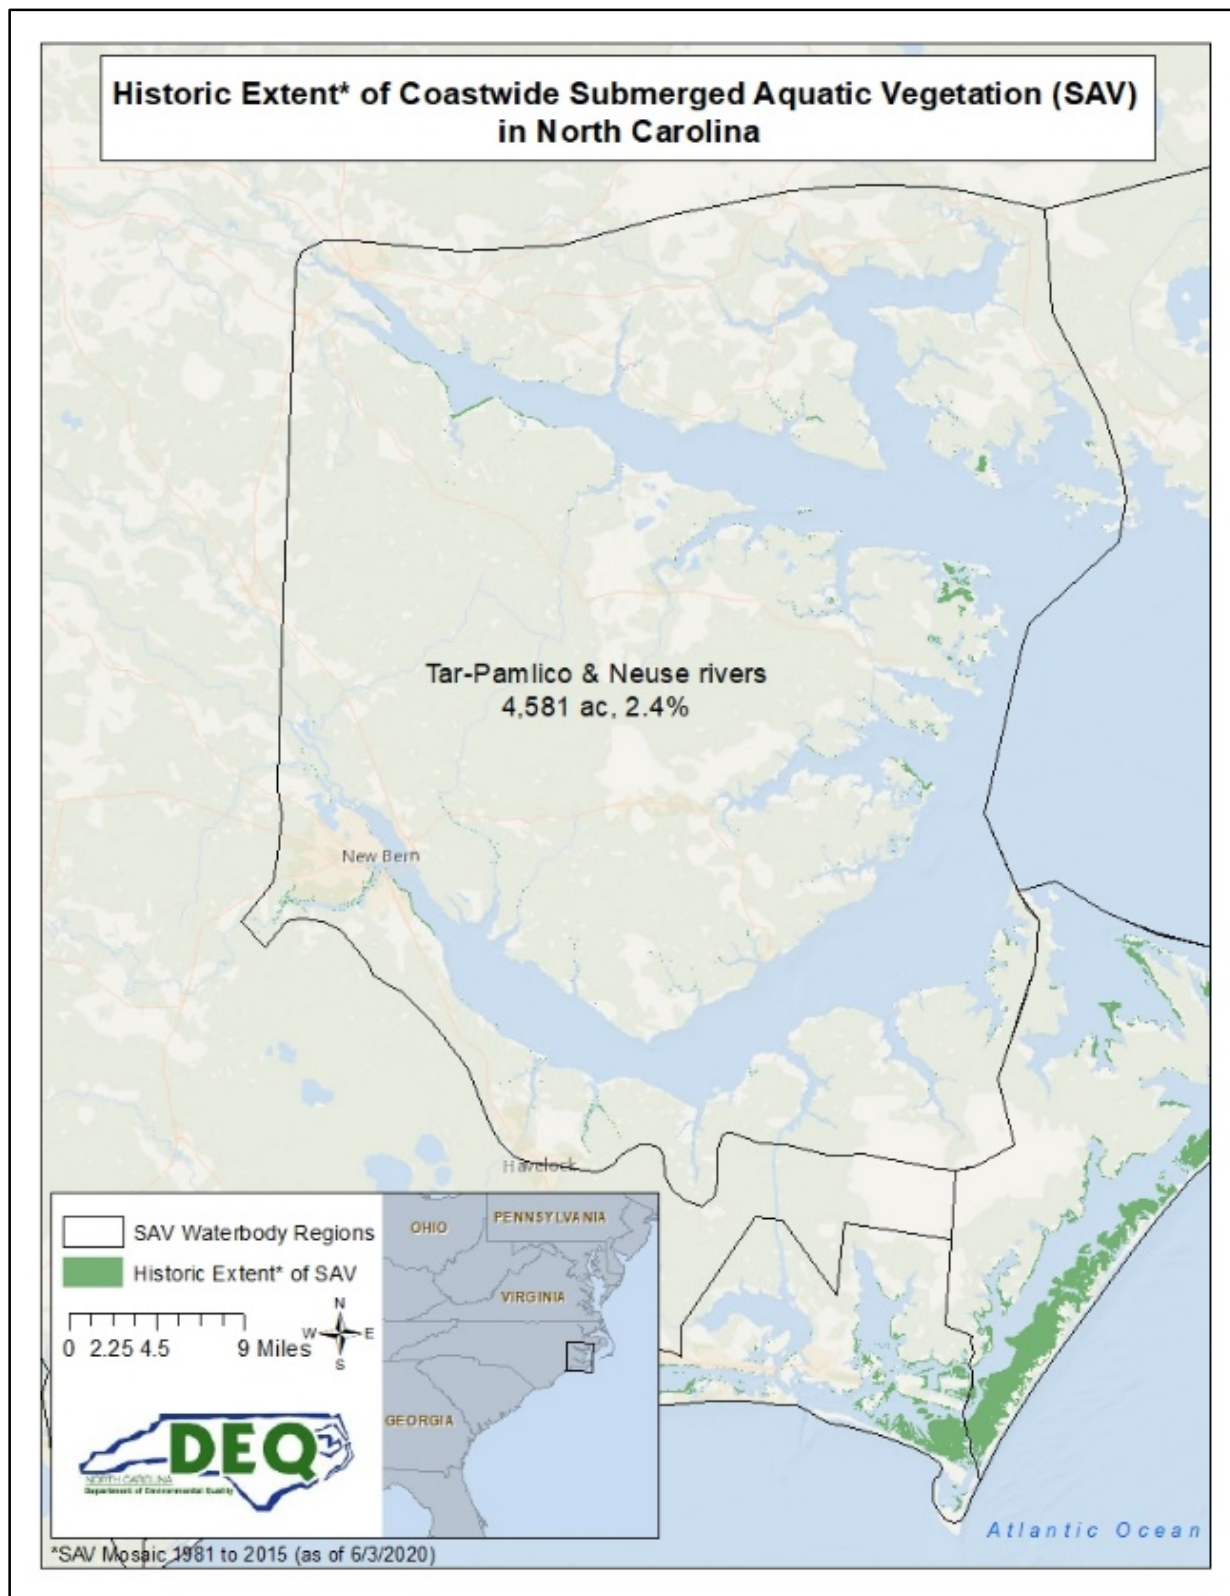 Historic Extent* of Coastwide Submerged Aquatic Vegetation (SAV)
in North Carolina
Tar-Pamlico & Neuse rivers
4,581 ac, 2.4%
New Bern
Havelock
SAV Waterbody Regions
Historic Extent* of SAV
0 2.25 4.5 9 Miles
N
W E
S
OHIO
PENNSYLVANIA
VIRGINIA
GEORGIA
DEQ
NORTH CAROLINA
Department of Environmental Quality
Atlantic Ocean
*SAV Mosaic 1981 to 2015 (as of 6/3/2020)